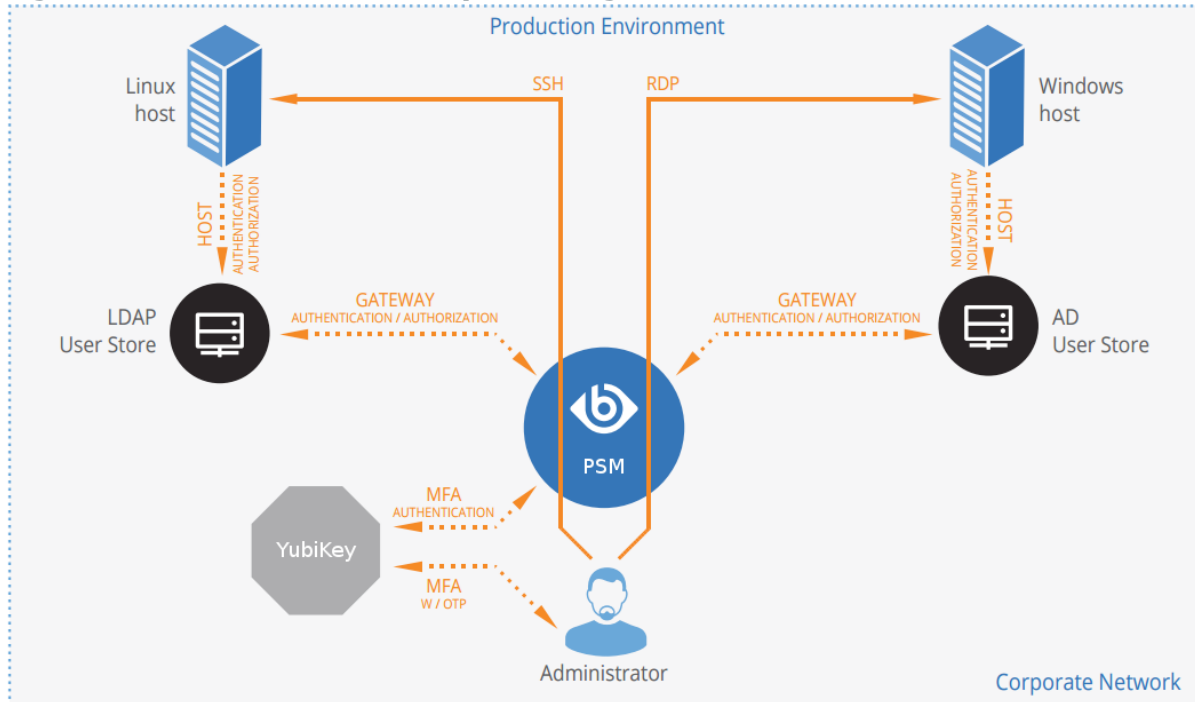 Production Environment
Linux
host
SSH
RDP
Windows
host
HOST
AUTHENTICATION
AUTHORIZATION
HOST
AUTHENTICATION
AUTHORIZATION
LDAP
User Store
GATEWAY
AUTHENTICATION / AUTHORIZATION
GATEWAY
AUTHENTICATION / AUTHORIZATION
AD
User Store
PSM
MFA
AUTHENTICATION
YubiKey
MFA
W / OTP
Administrator
Corporate Network